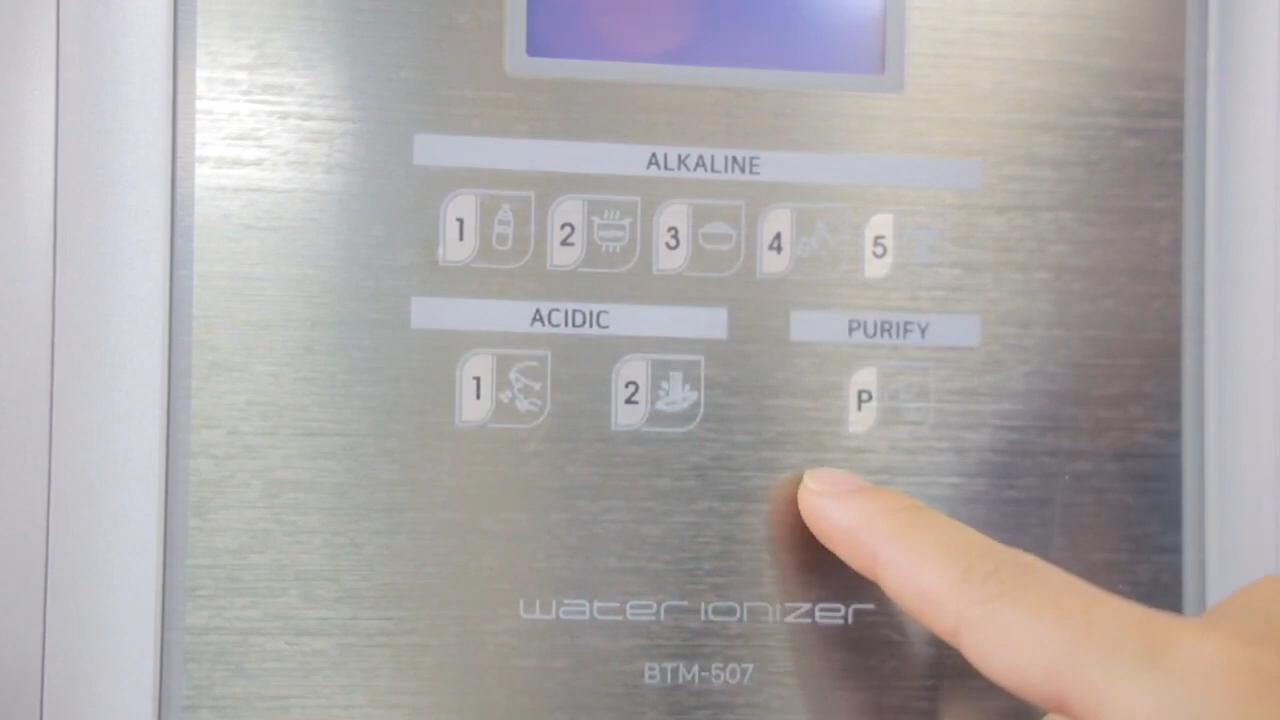 ALKALINE
1 2 3 4 5
ACIDIC PURIFY
1 2 P
water ionizer
BTM-507